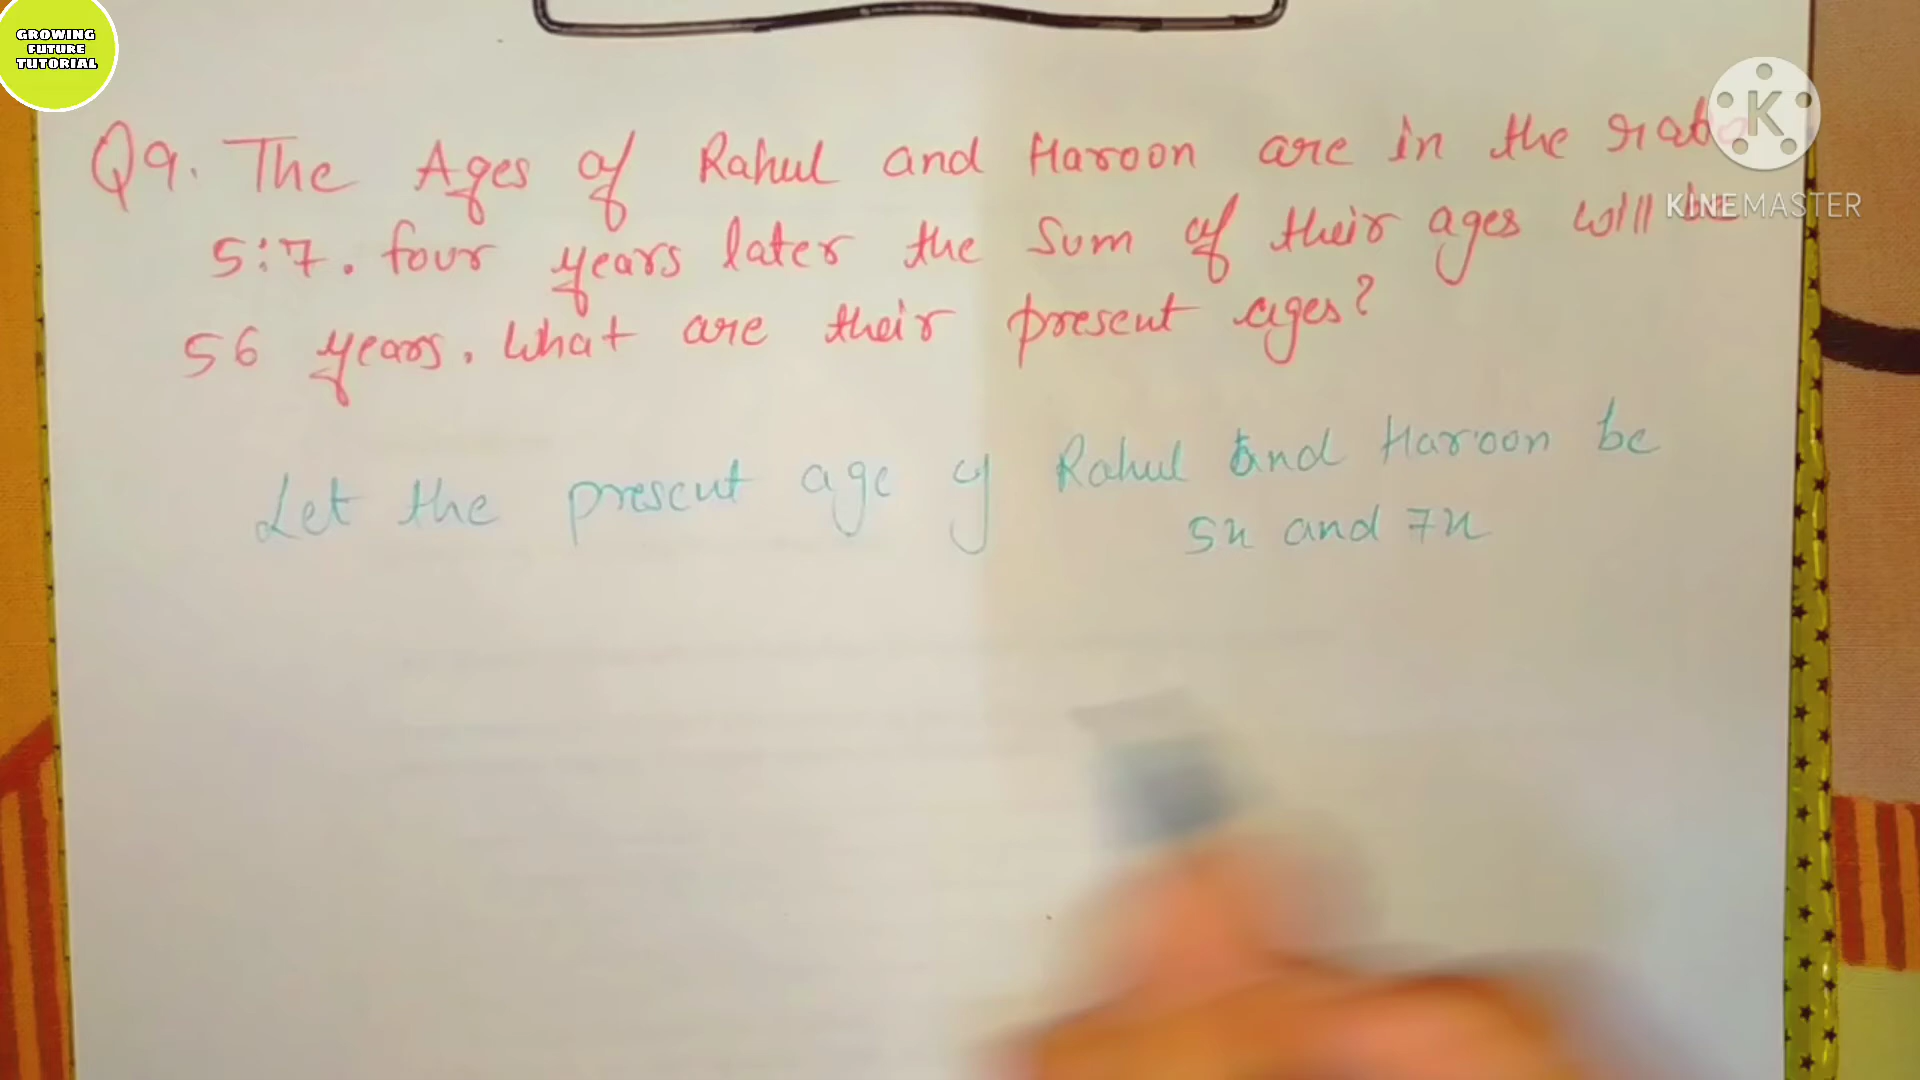 GROWING
FUTURE
TUTORIAL
K
KINEMASTER
Q9. The Ages of Rahul and Haroon are in the ratio
5:7. four years later the sum of their ages will be
56 years. What are their present ages?
Let the present age of Rahul and Haroon be
5x and 7x